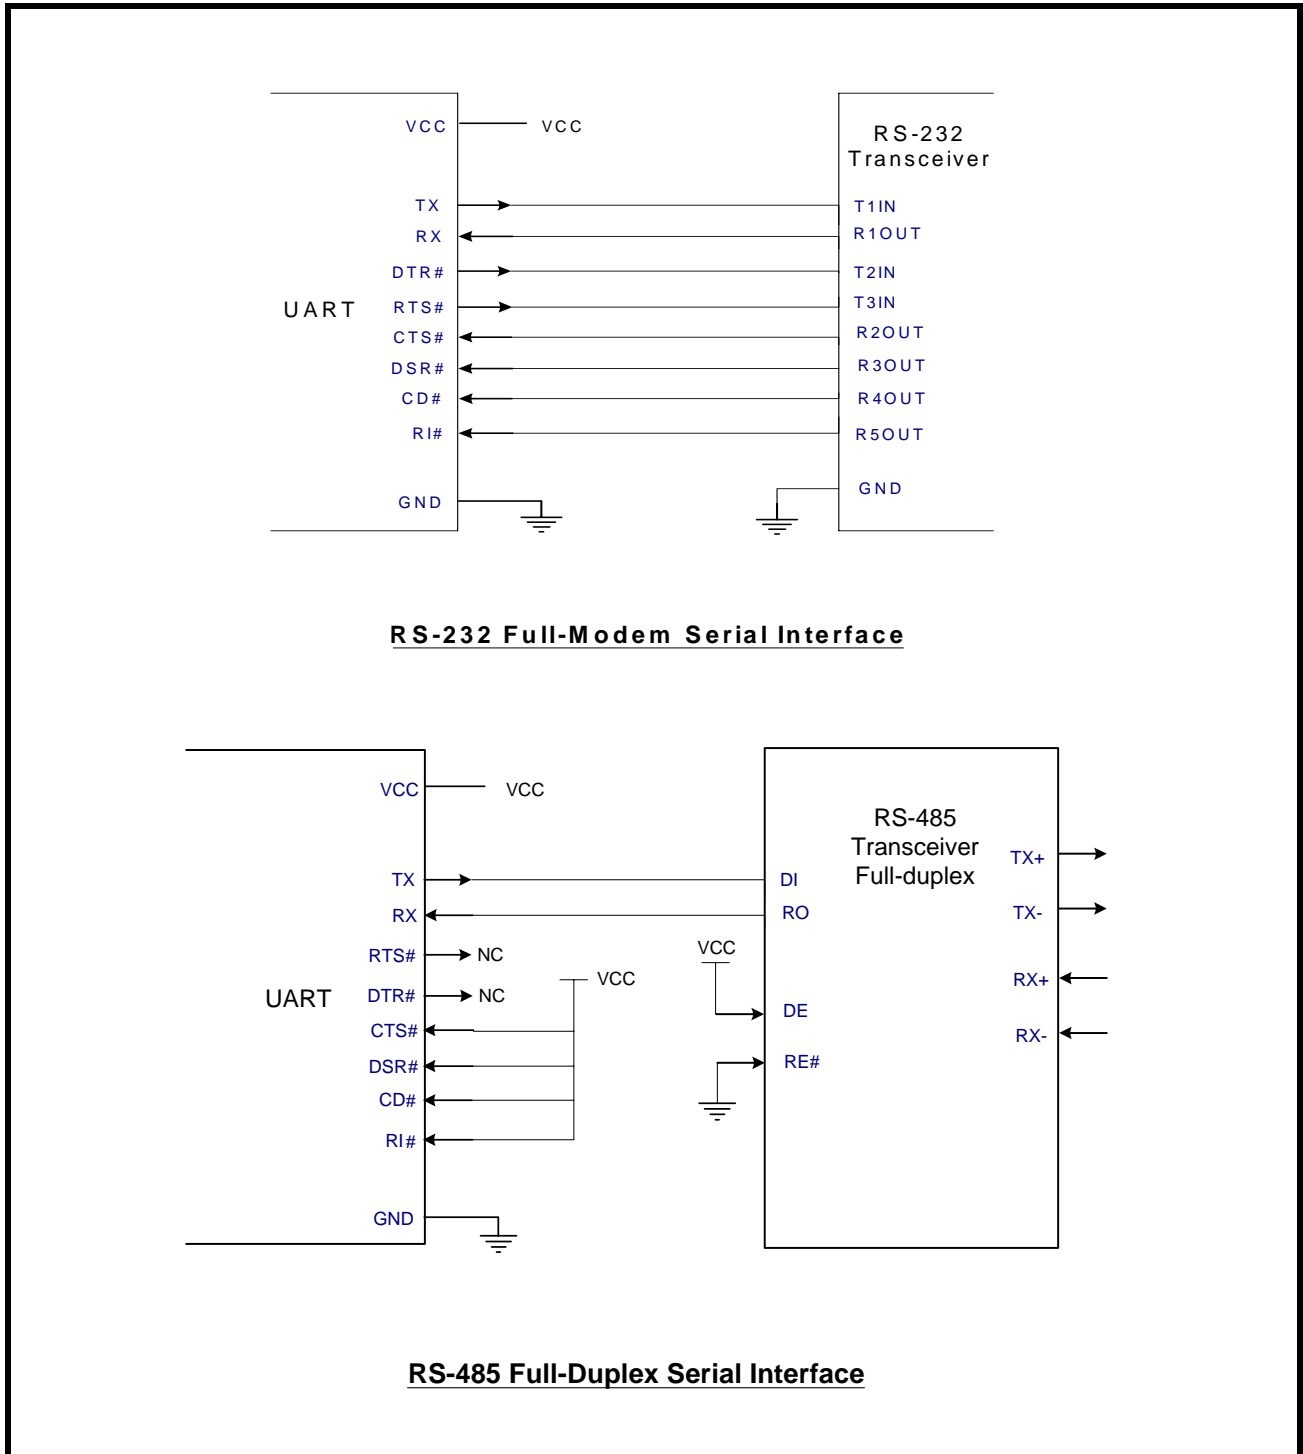 VCC VCC
RS-232
Transceiver
TX T1IN
RX R1OUT
DTR# T2IN
UART RTS# T3IN
CTS# R2OUT
DSR# R3OUT
CD# R4OUT
RI# R5OUT
GND GND
RS-232 Full-Modem Serial Interface
VCC VCC
RS-485
Transceiver
Full-duplex
TX+
TX DI
RX RO TX-
RTS# NC VCC
VCC RX+
UART DTR# NC
DE
CTS# RX-
DSR# RE#
CD#
RI#
GND
RS-485 Full-Duplex Serial Interface